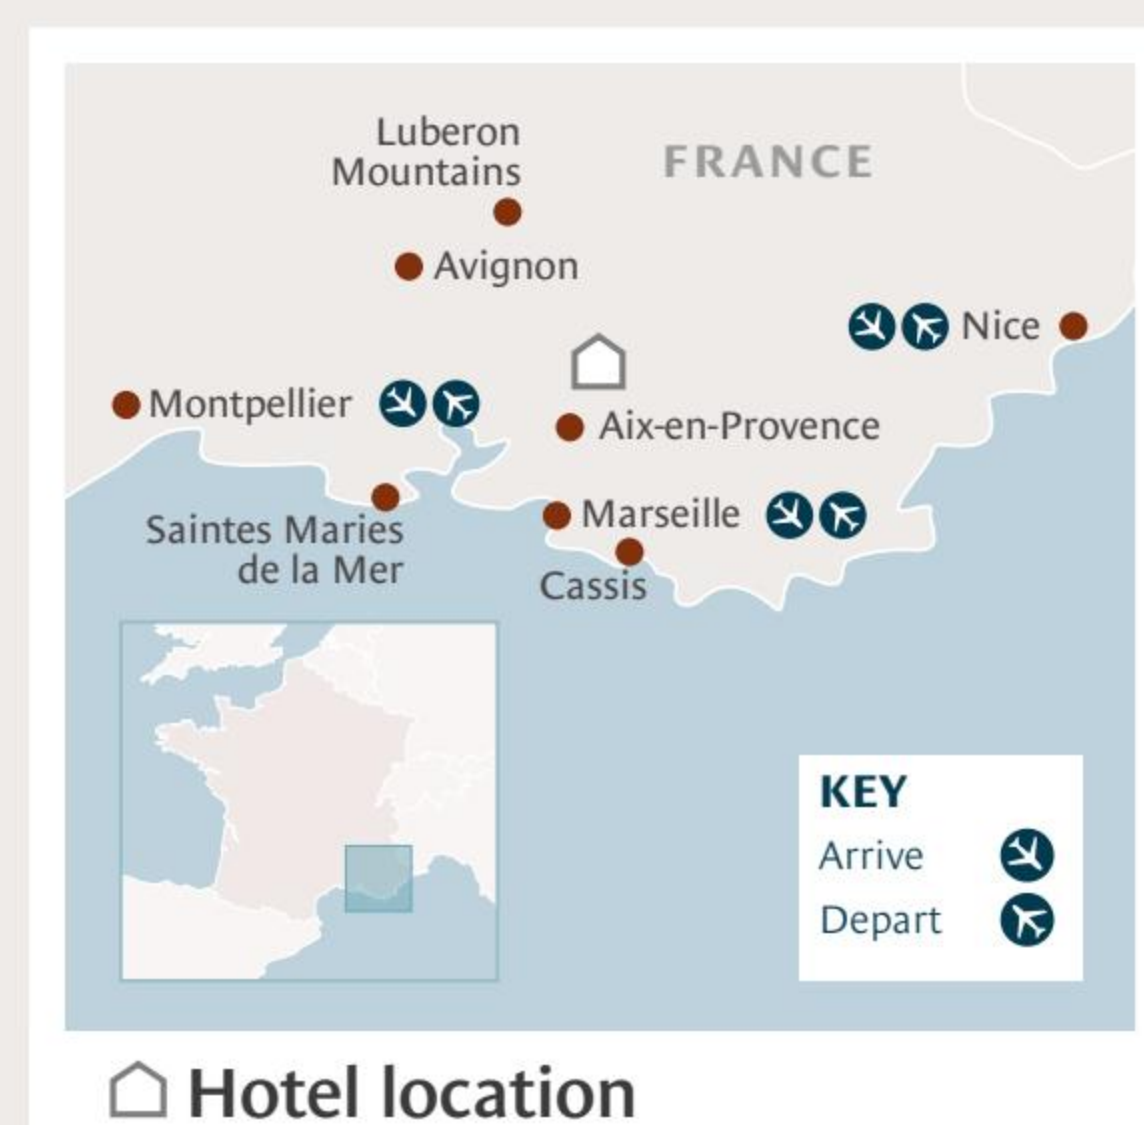 Luberon
Mountains
FRANCE
Avignon
Nice
Montpellier
Aix-en-Provence
Marseille
Saintes Maries
de la Mer
Cassis
KEY
Arrive
Depart
Hotel location